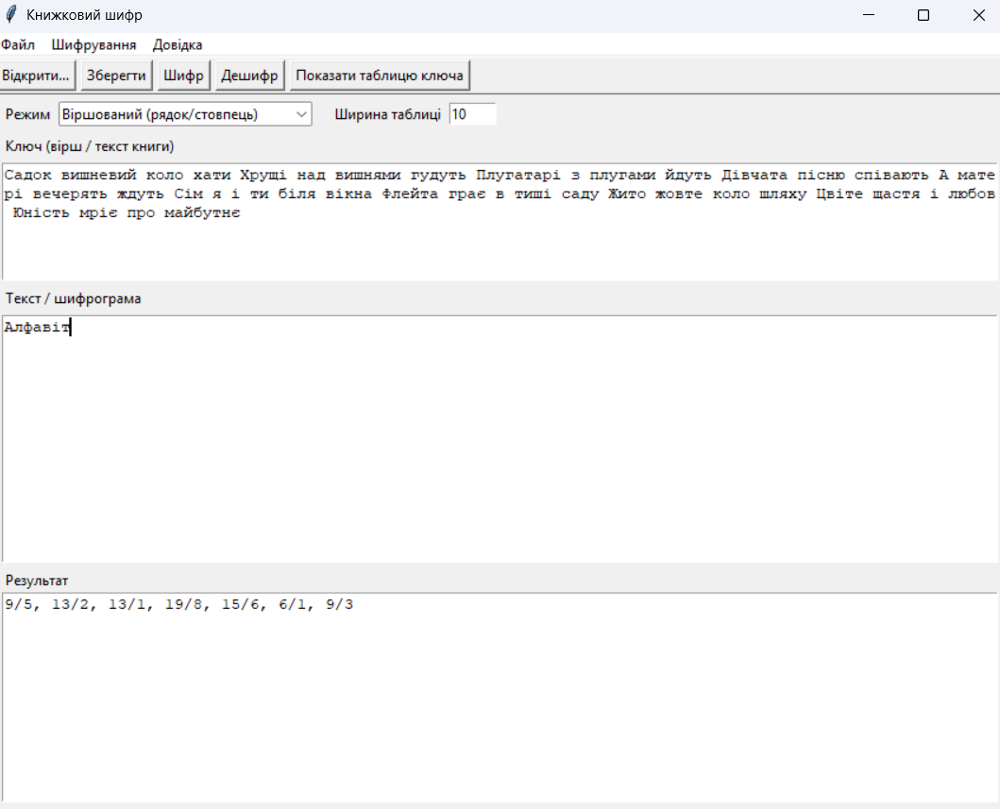 Книжковий шифр
Файл Шифрування Довідка
Відкрити... Зберегти Шифр Дешифр Показати таблицю ключа
Режим Віршований (рядок/стовпець) Ширина таблиці 10
Ключ (вірш / текст книги)
Садок вишневий коло хати Хрущі над вишнями гудуть Плугатарі з плугами йдуть Дівчата пісню співають А мате
рі вечерять ждуть Сім я і ти біля вікна Флейта грає в тиші саду Жито жовте коло шляху Цвіте щастя і любов
Юність мріє про майбутнє
Текст / шифрограма
Алфавіт
Результат
9/5, 13/2, 13/1, 19/8, 15/6, 6/1, 9/3